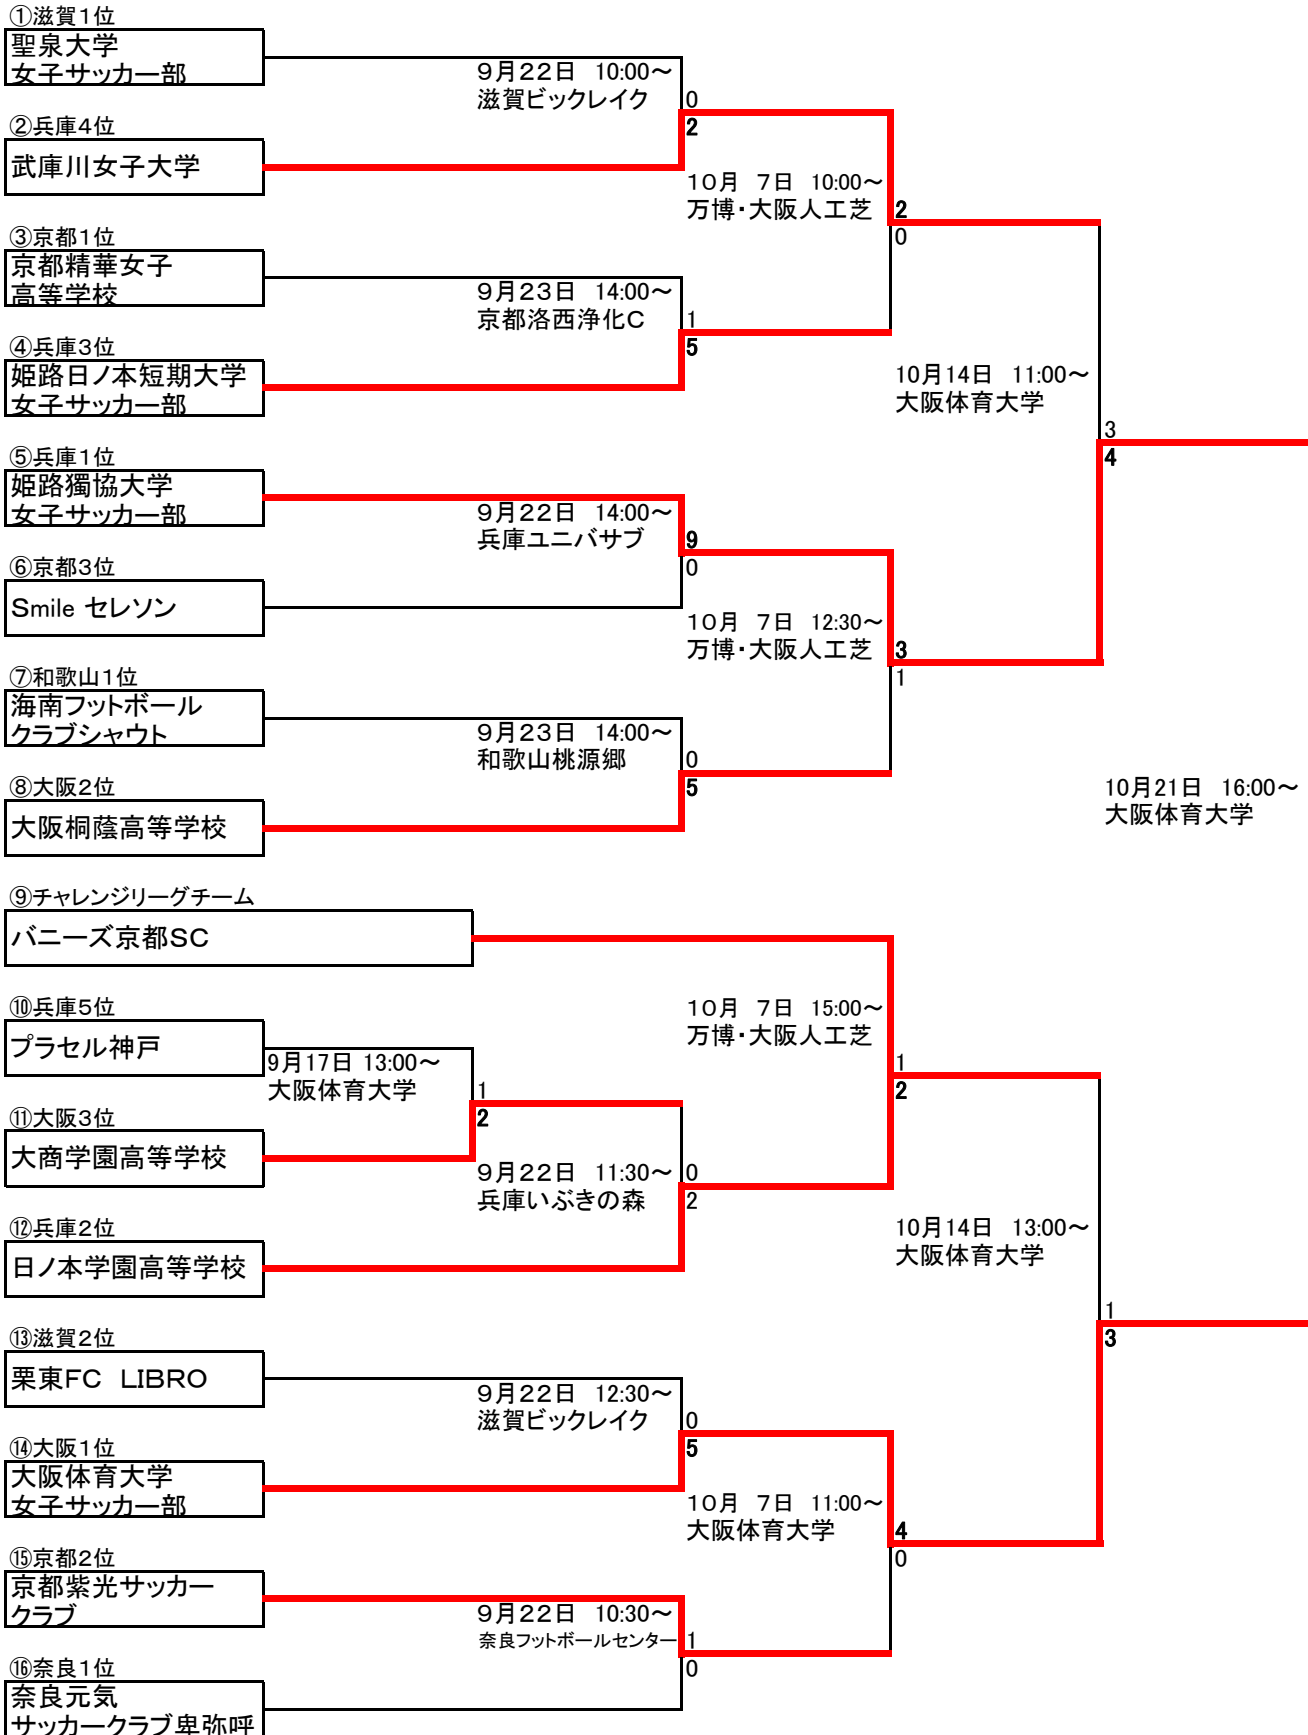 ①滋賀1位
聖泉大学
女子サッカー部
9月22日 10:00～
滋賀ビックレイク
0
2
②兵庫4位
武庫川女子大学
10月 7日 10:00～
万博・大阪人工芝
2
0
③京都1位
京都精華女子
高等学校
9月23日 14:00～
京都洛西浄化C
1
5
④兵庫3位
姫路日ノ本短期大学
女子サッカー部
10月14日 11:00～
大阪体育大学
3
4
⑤兵庫1位
姫路獨協大学
女子サッカー部
9月22日 14:00～
兵庫ユニバサブ
9
0
⑥京都3位
Smile セレソン
10月 7日 12:30～
万博・大阪人工芝
3
1
⑦和歌山1位
海南フットボール
クラブシャウト
9月23日 14:00～
和歌山桃源郷
0
5
⑧大阪2位
大阪桐蔭高等学校
10月21日 16:00～
大阪体育大学
⑨チャレンジリーグチーム
バニーズ京都SC
⑩兵庫5位
プラセル神戸
10月 7日 15:00～
万博・大阪人工芝
9月17日 13:00～
大阪体育大学
1
2
1
2
⑪大阪3位
大商学園高等学校
9月22日 11:30～
兵庫いぶきの森
0
2
⑫兵庫2位
日ノ本学園高等学校
10月14日 13:00～
大阪体育大学
1
3
⑬滋賀2位
栗東FC LIBRO
9月22日 12:30～
滋賀ビックレイク
0
5
⑭大阪1位
大阪体育大学
女子サッカー部
10月 7日 11:00～
大阪体育大学
4
0
⑮京都2位
京都紫光サッカー
クラブ
9月22日 10:30～
奈良フットボールセンター
1
0
⑯奈良1位
奈良元気
サッカークラブ卑弥呼